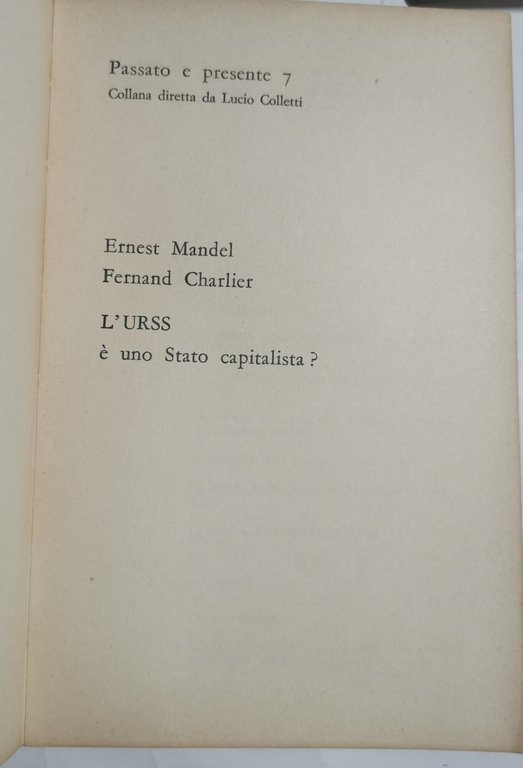 Passato e presente 7
Collana diretta da Lucio Colletti
Ernest Mandel
Fernand Charlier
L'URSS
è uno Stato capitalista?